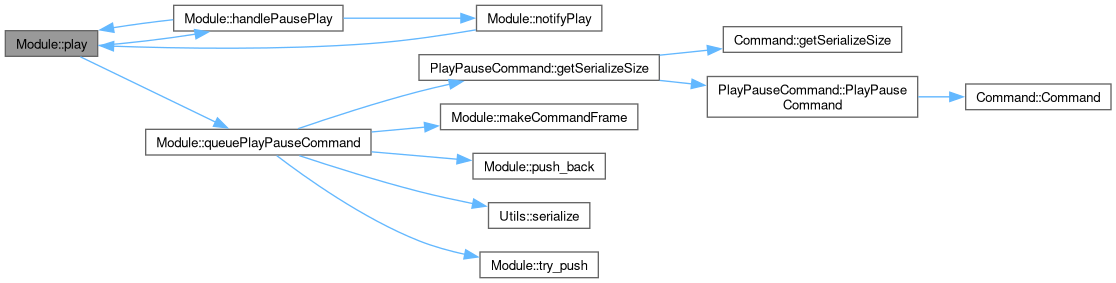 Module::play
Module::handlePausePlay
Module::notifyPlay
Module::queuePlayPauseCommand
PlayPauseCommand::getSerializeSize
Command::getSerializeSize
PlayPauseCommand::PlayPause
Command
Command::Command
Module::makeCommandFrame
Module::push_back
Utils::serialize
Module::try_push